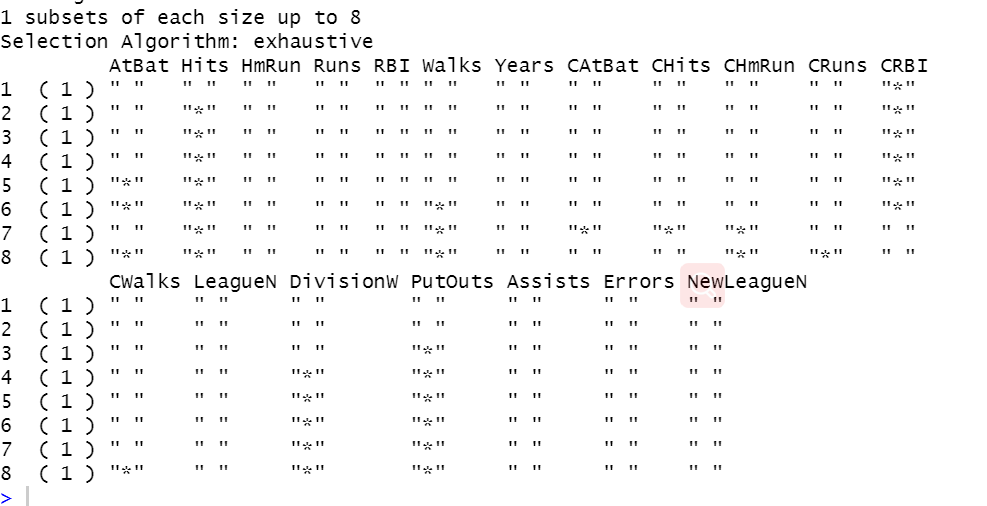 1 subsets of each size up to 8
Selection Algorithm: exhaustive
         AtBat Hits HmRun Runs RBI Walks Years CAtBat CHits CHmRun CRuns CRBI
1  ( 1 ) " "   " "  " "   " "  " " " "   " "   " "    " "   " "    " "   "*"
2  ( 1 ) " "   "*"  " "   " "  " " " "   " "   " "    " "   " "    " "   "*"
3  ( 1 ) " "   "*"  " "   " "  " " " "   " "   " "    " "   " "    " "   "*"
4  ( 1 ) " "   "*"  " "   " "  " " " "   " "   " "    " "   " "    " "   "*"
5  ( 1 ) "*"   "*"  " "   " "  " " " "   " "   " "    " "   " "    " "   "*"
6  ( 1 ) "*"   "*"  " "   " "  " " "*"   " "   " "    " "   " "    " "   "*"
7  ( 1 ) " "   "*"  " "   " "  " " "*"   " "   "*"    "*"   "*"    " "   " "
8  ( 1 ) "*"   "*"  " "   " "  " " "*"   " "   " "    " "   "*"    "*"   " "
         CWalks LeagueN DivisionW PutOuts Assists Errors NewLeagueN
1  ( 1 ) " "    " "     " "       " "     " "     " "    " "
2  ( 1 ) " "    " "     " "       " "     " "     " "    " "
3  ( 1 ) " "    " "     " "       "*"     " "     " "    " "
4  ( 1 ) " "    " "     "*"       "*"     " "     " "    " "
5  ( 1 ) " "    " "     "*"       "*"     " "     " "    " "
6  ( 1 ) " "    " "     "*"       "*"     " "     " "    " "
7  ( 1 ) " "    " "     "*"       "*"     " "     " "    " "
8  ( 1 ) "*"    " "     "*"       "*"     " "     " "    " "
>